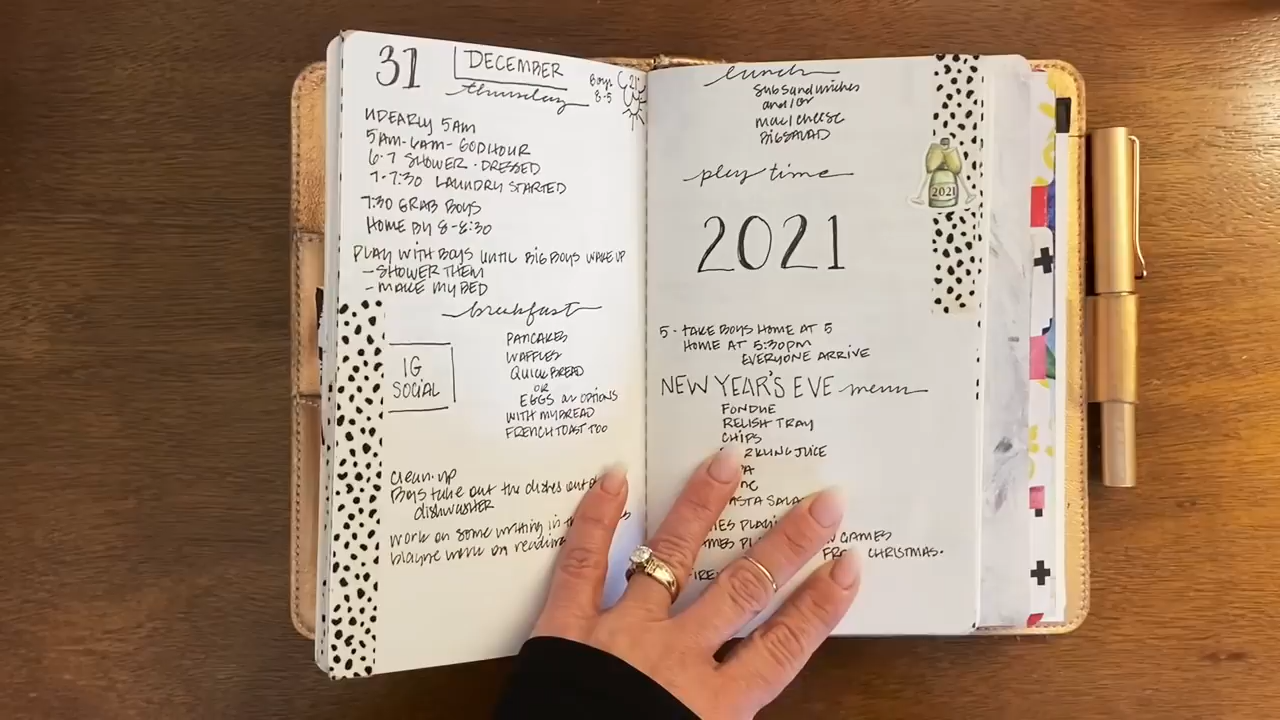 31 DECEMBER
thursday
Boys
8-5
UP EARLY 5AM
5AM-6AM- GOD HOUR
6-7 SHOWER - DRESSED
7-7:30 LAUNDRY STARTED
7:30 GRAB BOYS
HOME BY 8-8:30
PLAY WITH BOYS UNTIL BIG BOYS WAKE UP
- SHOWER THEM
- MAKE MY BED
breakfast
PANCAKES
WAFFLES
QUICK BREAD
OR
EGGS w OPTIONS
WITH MY BREAD
FRENCH TOAST TOO
IG
SOCIAL
clean-up
Boys take out the dishes out
dishwasher
work on some writing in
blayne work on reading
lunch
Sub Sandwiches
and/or
mac/cheese
BIG SALAD
play time
2021
2021
5- TAKE BOYS HOME AT 5
HOME AT 5:30PM
EVERYONE ARRIVE
NEW YEAR'S EVE menu
FONDUE
RELISH TRAY
CHIPS
JUICE
PASTA
GAMES
FROM CHRISTMAS.